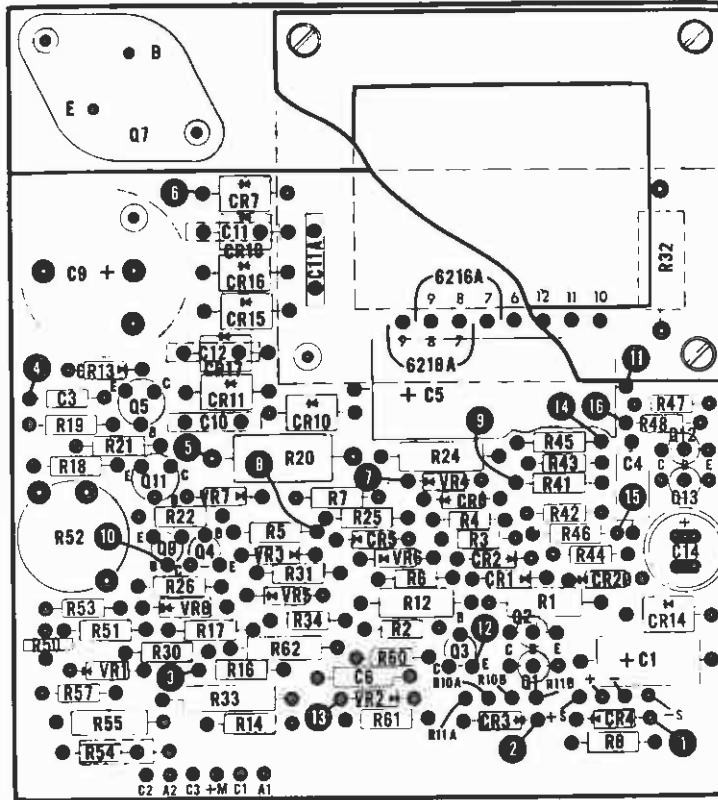 B
E
Q7
6
CR7
C11
CR18
C11A
CR16
C9 +
R32
6216A
CR15
9 8 7 6 12 11 10
9 8 7
6218A
C12
CR17
4
R13
11
C3
E C
Q5
CR11
+ C5
R47
9
14
16
R48
R19
C10
CR10
B
Q12
R21
5
8
R45
C4
C B E
R18
E C
R20
R24
R43
Q11
7
VR4
R41
Q13
B
VR7
R7
CR8
15
R22
R25
R4
R42
+
R52
10
E B
R5
CR5
R3
R46
C14
Q9 Q4
VR3
VR6
CR2
R44
B C E
R31
R26
R6
CR1
CR20
VR5
R53
VR8
R12
R1
CR14
R34
B
Q2
R51
R17
R2
12
R50
R30
R62
Q3
C B E
R60
+ C1
VR1
3
R16
C E
C6
Q1
R57
R10A
R10B
R11B
+ -
R33
VR2
R11A
+S -S
R55
R14
13
R61
CR3
2
CR4
1
R8
R54
C2 A2 C3 +M C1 A1